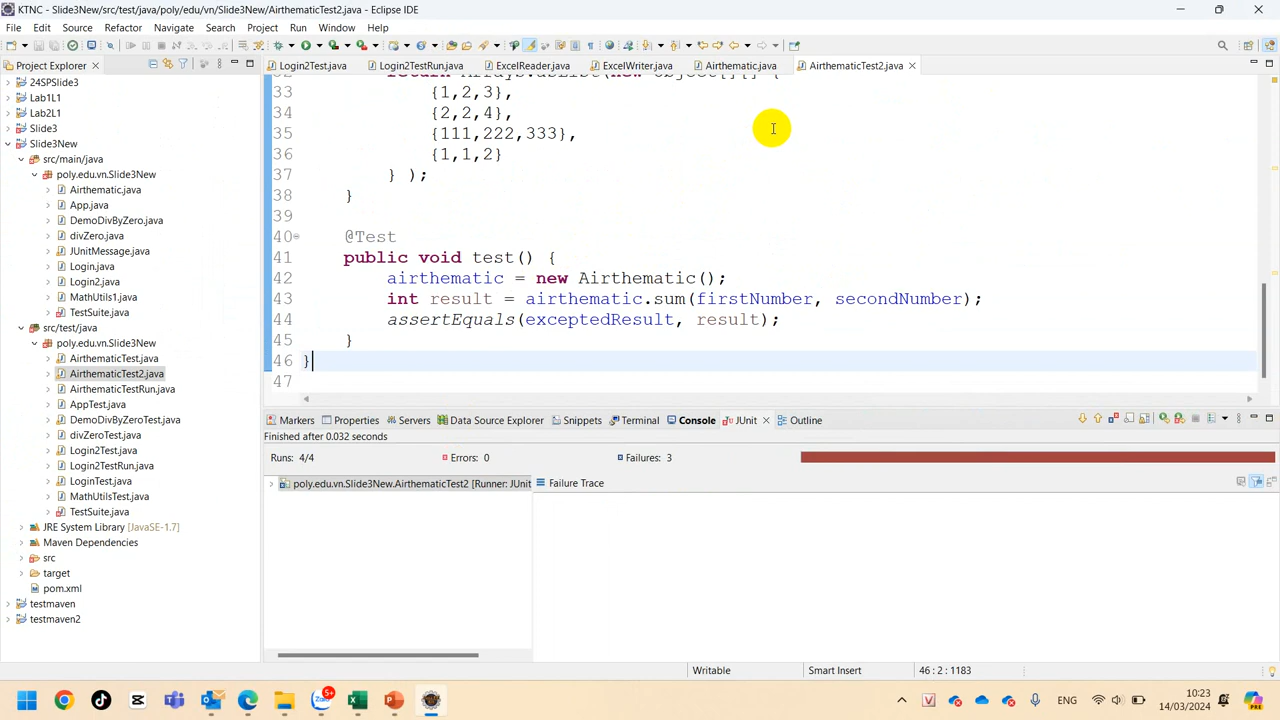 KTNC - Slide3New/src/test/java/poly/edu/vn/Slide3New/AirthematicTest2.java - Eclipse IDE
File Edit Source Refactor Navigate Search Project Run Window Help
Project Explorer
Login2Test.java Login2TestRun.java ExcelReader.java ExcelWriter.java Airthematic.java AirthematicTest2.java
24SPSlide3
Lab1L1
Lab2L1
Slide3
Slide3New
src/main/java
poly.edu.vn.Slide3New
Airthematic.java
App.java
DemoDivByZero.java
divZero.java
JUnitMessage.java
Login.java
Login2.java
MathUtils1.java
TestSuite.java
src/test/java
poly.edu.vn.Slide3New
AirthematicTest.java
AirthematicTest2.java
AirthematicTestRun.java
AppTest.java
DemoDivByZeroTest.java
divZeroTest.java
Login2Test.java
Login2TestRun.java
LoginTest.java
MathUtilsTest.java
TestSuite.java
JRE System Library [JavaSE-1.7]
Maven Dependencies
src
target
pom.xml
testmaven
testmaven2
33 {1,2,3},
34 {2,2,4},
35 {111,222,333},
36 {1,1,2}
37 } );
38 }
39
40 @Test
41 public void test() {
42 airthematic = new Airthematic();
43 int result = airthematic.sum(firstNumber, secondNumber);
44 assertEquals(exceptedResult, result);
45 }
46 }
47
Markers Properties Servers Data Source Explorer Snippets Terminal Console JUnit Outline
Finished after 0.032 seconds
Runs: 4/4 Errors: 0 Failures: 3
poly.edu.vn.Slide3New.AirthematicTest2 [Runner: JUnit
Failure Trace
Writable Smart Insert 46 : 2 : 1183
5+ ENG 10:23
14/03/2024